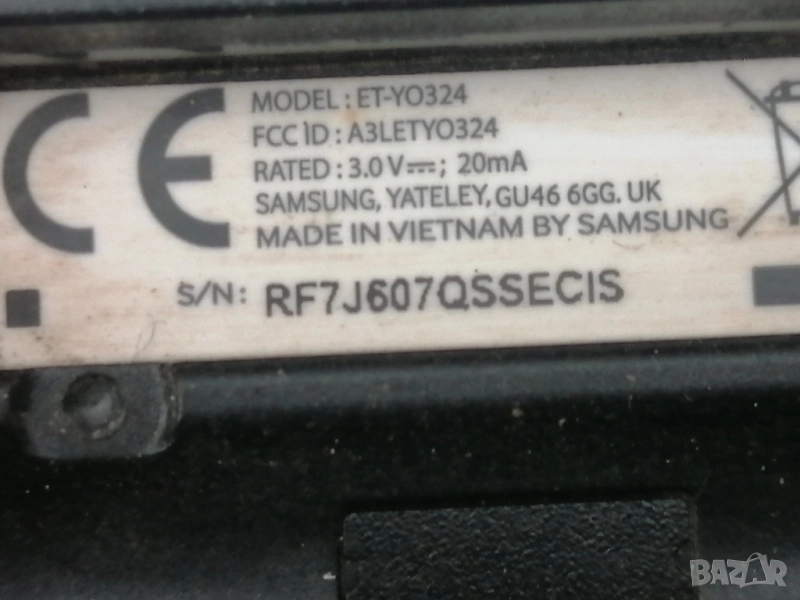 CE
MODEL : ET-YO324
FCC ID : A3LETYO324
RATED : 3.0 V⎓; 20mA
SAMSUNG, YATELEY, GU46 6GG. UK
MADE IN VIETNAM BY SAMSUNG
S/N: RF7J607QSSECIS
BAZAR